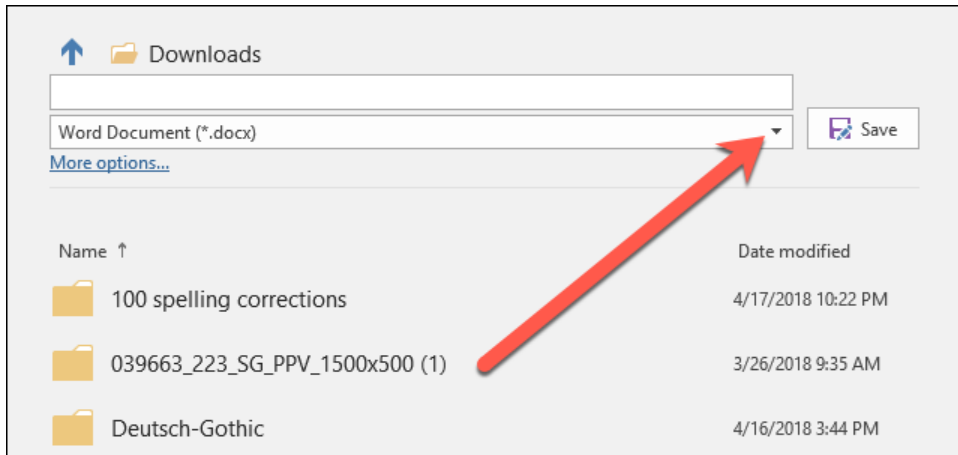 Downloads
Word Document (*.docx)
Save
More options...
Name ↑ Date modified
100 spelling corrections 4/17/2018 10:22 PM
039663_223_SG_PPV_1500x500 (1) 3/26/2018 9:35 AM
Deutsch-Gothic 4/16/2018 3:44 PM